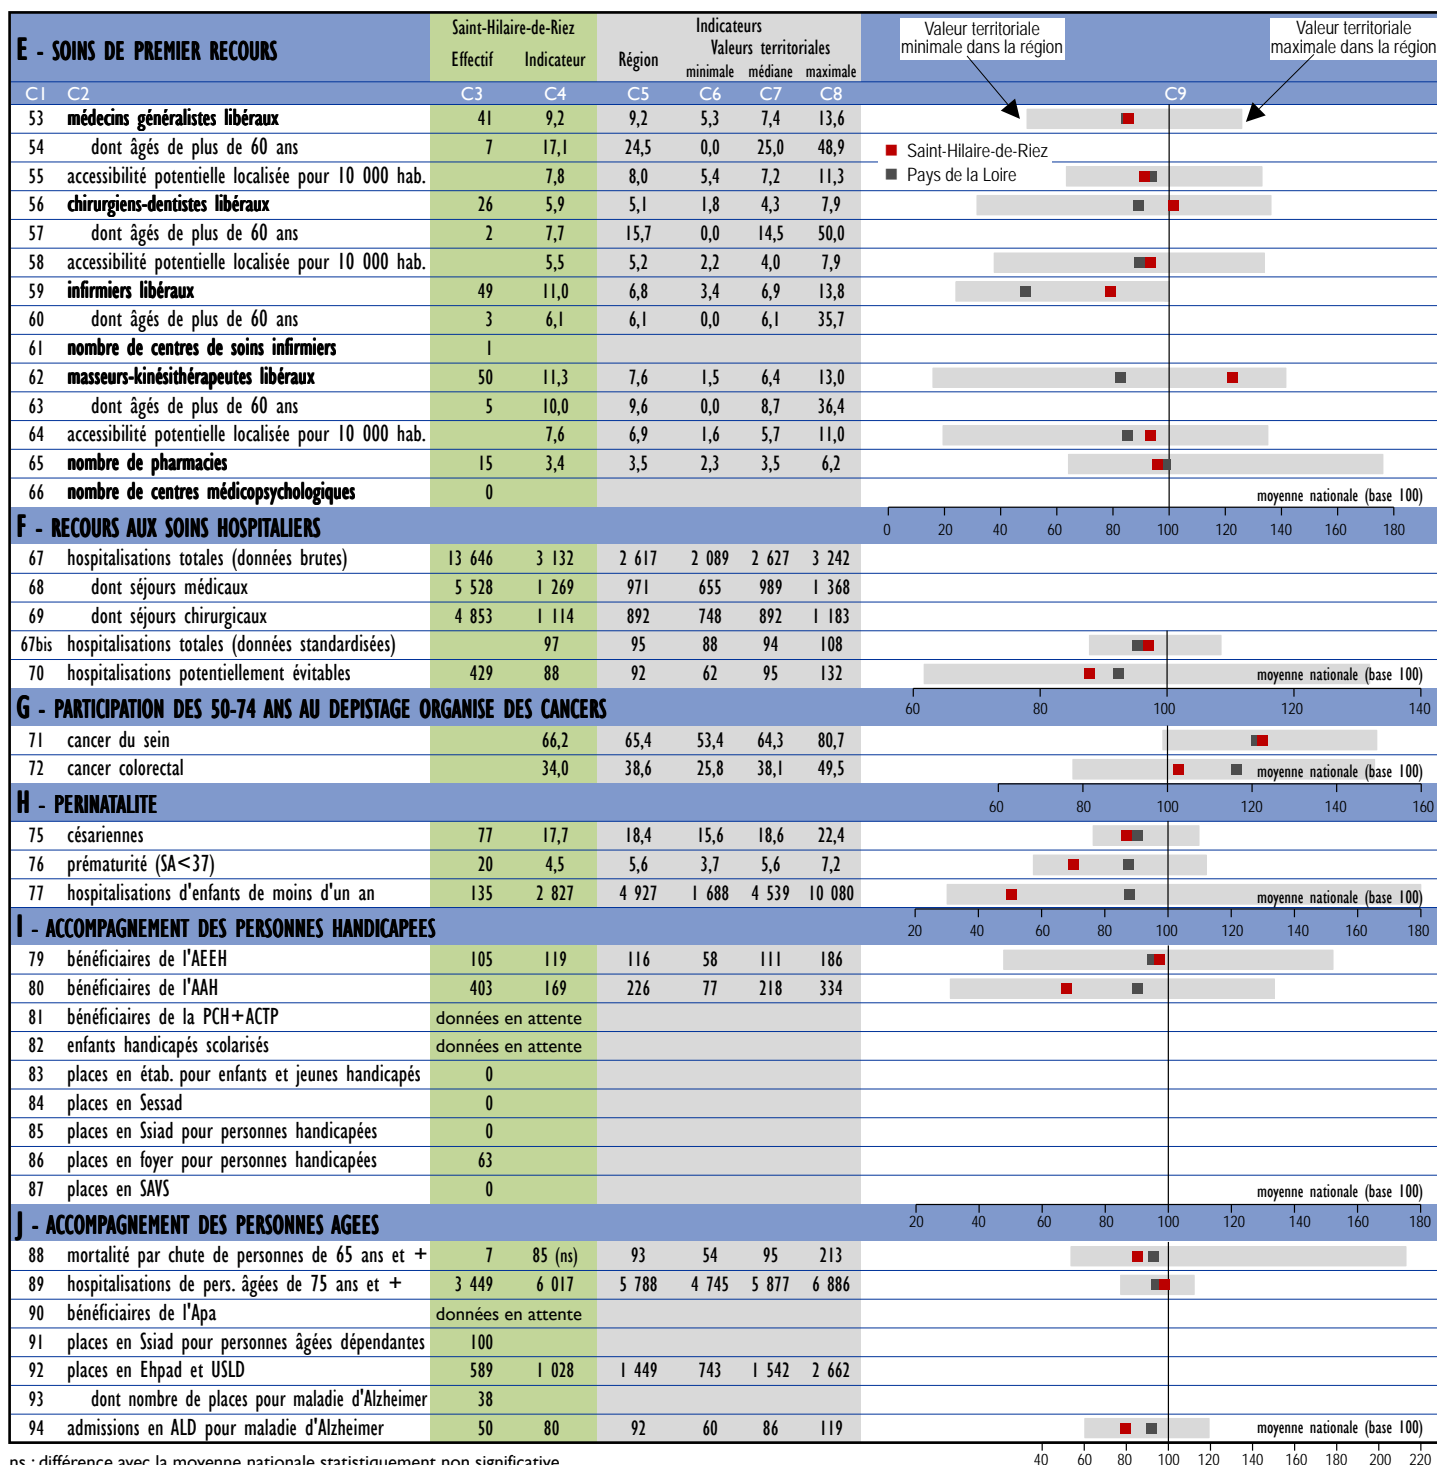 E - SOINS DE PREMIER RECOURS
Saint-Hilaire-de-Riez Indicateurs
Effectif Indicateur Région Valeurs territoriales
minimale médiane maximale
Valeur territoriale minimale dans la région
Valeur territoriale maximale dans la région
C1 C2 C3 C4 C5 C6 C7 C8 C9
53 médecins généralistes libéraux 41 9,2 9,2 5,3 7,4 13,6
54 dont âgés de plus de 60 ans 7 17,1 24,5 0,0 25,0 48,9
Saint-Hilaire-de-Riez
55 accessibilité potentielle localisée pour 10 000 hab. 7,8 8,0 5,4 7,2 11,3
Pays de la Loire
56 chirurgiens-dentistes libéraux 26 5,9 5,1 1,8 4,3 7,9
57 dont âgés de plus de 60 ans 2 7,7 15,7 0,0 14,5 50,0
58 accessibilité potentielle localisée pour 10 000 hab. 5,5 5,2 2,2 4,0 7,9
59 infirmiers libéraux 49 11,0 6,8 3,4 6,9 13,8
60 dont âgés de plus de 60 ans 3 6,1 6,1 0,0 6,1 35,7
61 nombre de centres de soins infirmiers 1
62 masseurs-kinésithérapeutes libéraux 50 11,3 7,6 1,5 6,4 13,0
63 dont âgés de plus de 60 ans 5 10,0 9,6 0,0 8,7 36,4
64 accessibilité potentielle localisée pour 10 000 hab. 7,6 6,9 1,6 5,7 11,0
65 nombre de pharmacies 15 3,4 3,5 2,3 3,5 6,2
66 nombre de centres médicopsychologiques 0 moyenne nationale (base 100)
F - RECOURS AUX SOINS HOSPITALIERS 0 20 40 60 80 100 120 140 160 180
67 hospitalisations totales (données brutes) 13 646 3 132 2 617 2 089 2 627 3 242
68 dont séjours médicaux 5 528 1 269 971 655 989 1 368
69 dont séjours chirurgicaux 4 853 1 114 892 748 892 1 183
67bis hospitalisations totales (données standardisées) 97 95 88 94 108
70 hospitalisations potentiellement évitables 429 88 92 62 95 132 moyenne nationale (base 100)
G - PARTICIPATION DES 50-74 ANS AU DEPISTAGE ORGANISE DES CANCERS 60 80 100 120 140
71 cancer du sein 66,2 65,4 53,4 64,3 80,7
72 cancer colorectal 34,0 38,6 25,8 38,1 49,5 moyenne nationale (base 100)
H - PERINATALITE 60 80 100 120 140 160
75 césariennes 77 17,7 18,4 15,6 18,6 22,4
76 prématurité (SA<37) 20 4,5 5,6 3,7 5,6 7,2
77 hospitalisations d'enfants de moins d'un an 135 2 827 4 927 1 688 4 539 10 080 moyenne nationale (base 100)
I - ACCOMPAGNEMENT DES PERSONNES HANDICAPEES 20 40 60 80 100 120 140 160 180
79 bénéficiaires de l'AEEH 105 119 116 58 111 186
80 bénéficiaires de l'AAH 403 169 226 77 218 334
81 bénéficiaires de la PCH+ACTP données en attente
82 enfants handicapés scolarisés données en attente
83 places en étab. pour enfants et jeunes handicapés 0
84 places en Sessad 0
85 places en Ssiad pour personnes handicapées 0
86 places en foyer pour personnes handicapées 63
87 places en SAVS 0 moyenne nationale (base 100)
J - ACCOMPAGNEMENT DES PERSONNES AGEES 20 40 60 80 100 120 140 160 180
88 mortalité par chute de personnes de 65 ans et + 7 85 (ns) 93 54 95 213
89 hospitalisations de pers. âgées de 75 ans et + 3 449 6 017 5 788 4 745 5 877 6 886
90 bénéficiaires de l'Apa données en attente
91 places en Ssiad pour personnes âgées dépendantes 100
92 places en Ehpad et USLD 589 1 028 1 449 743 1 542 2 662
93 dont nombre de places pour maladie d'Alzheimer 38
94 admissions en ALD pour maladie d'Alzheimer 50 80 92 60 86 119 moyenne nationale (base 100)
40 60 80 100 120 140 160 180 200 220
ns : différence avec la moyenne nationale statistiquement non significative